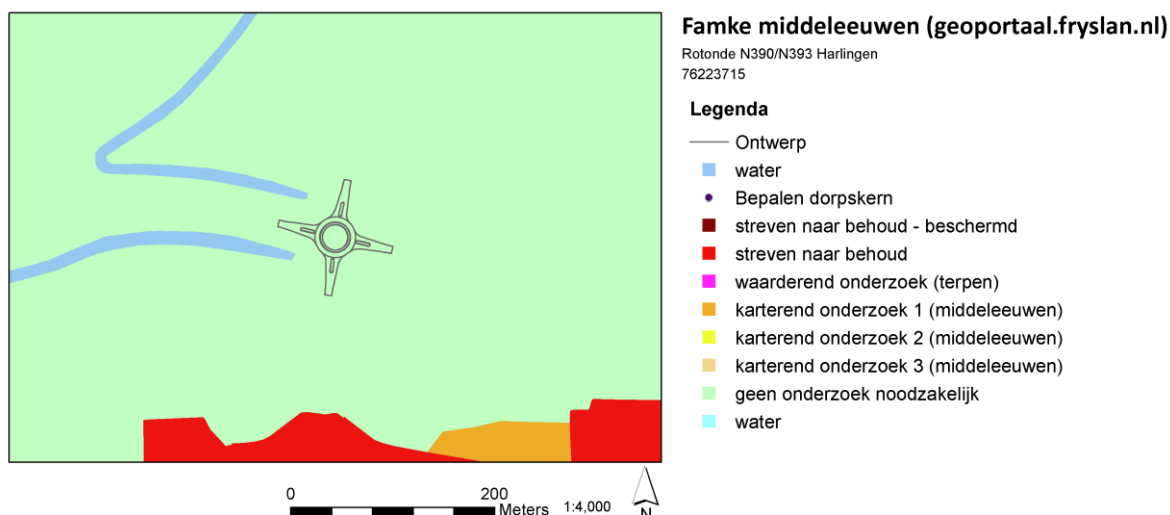 Famke middeleeuwen (geoportaal.fryslan.nl)
Rotonde N390/N393 Harlingen
76223715
Legenda
Ontwerp
water
Bepalen dorpskern
streven naar behoud - beschermd
streven naar behoud
waarderend onderzoek (terpen)
karterend onderzoek 1 (middeleeuwen)
karterend onderzoek 2 (middeleeuwen)
karterend onderzoek 3 (middeleeuwen)
geen onderzoek noodzakelijk
water
0 200
Meters 1:4,000 N